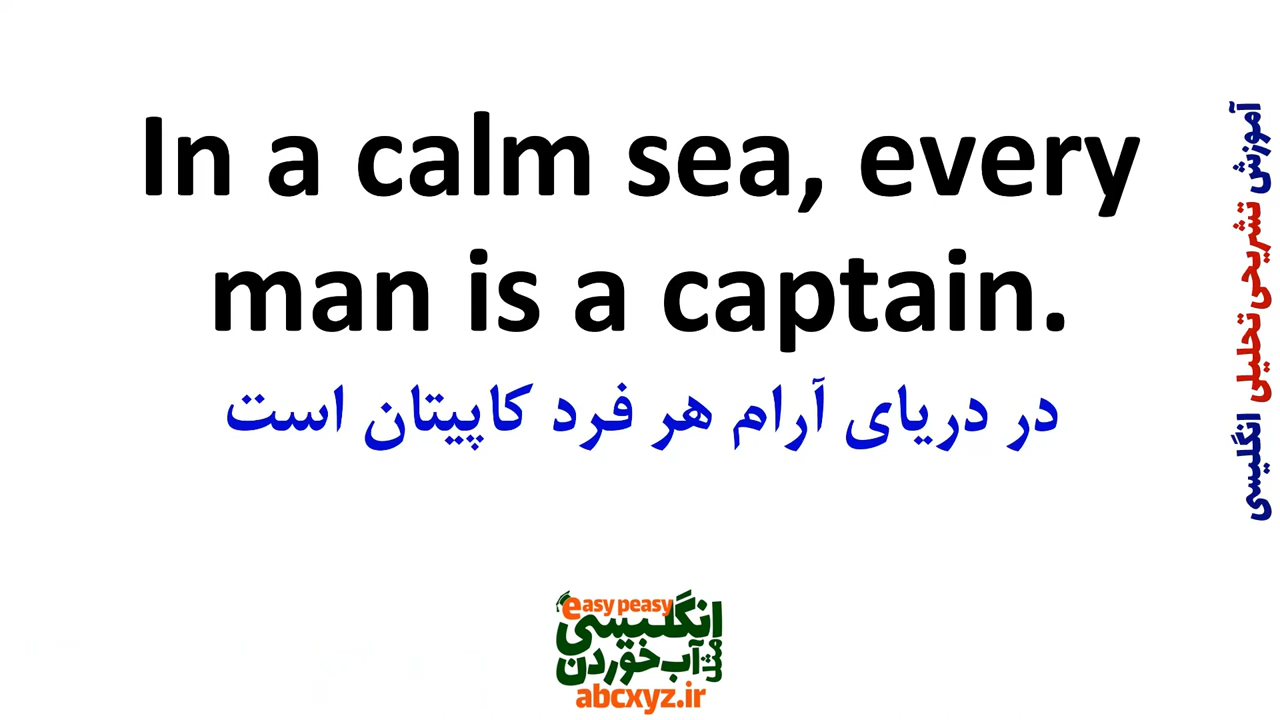 In a calm sea, every
man is a captain.
در دریای آرام هر فرد کاپیتان است
آموزش تشریحی تحلیلی انگلیسی
easy peasy
انگلیسی
مثل آب خوردن
abcxyz.ir